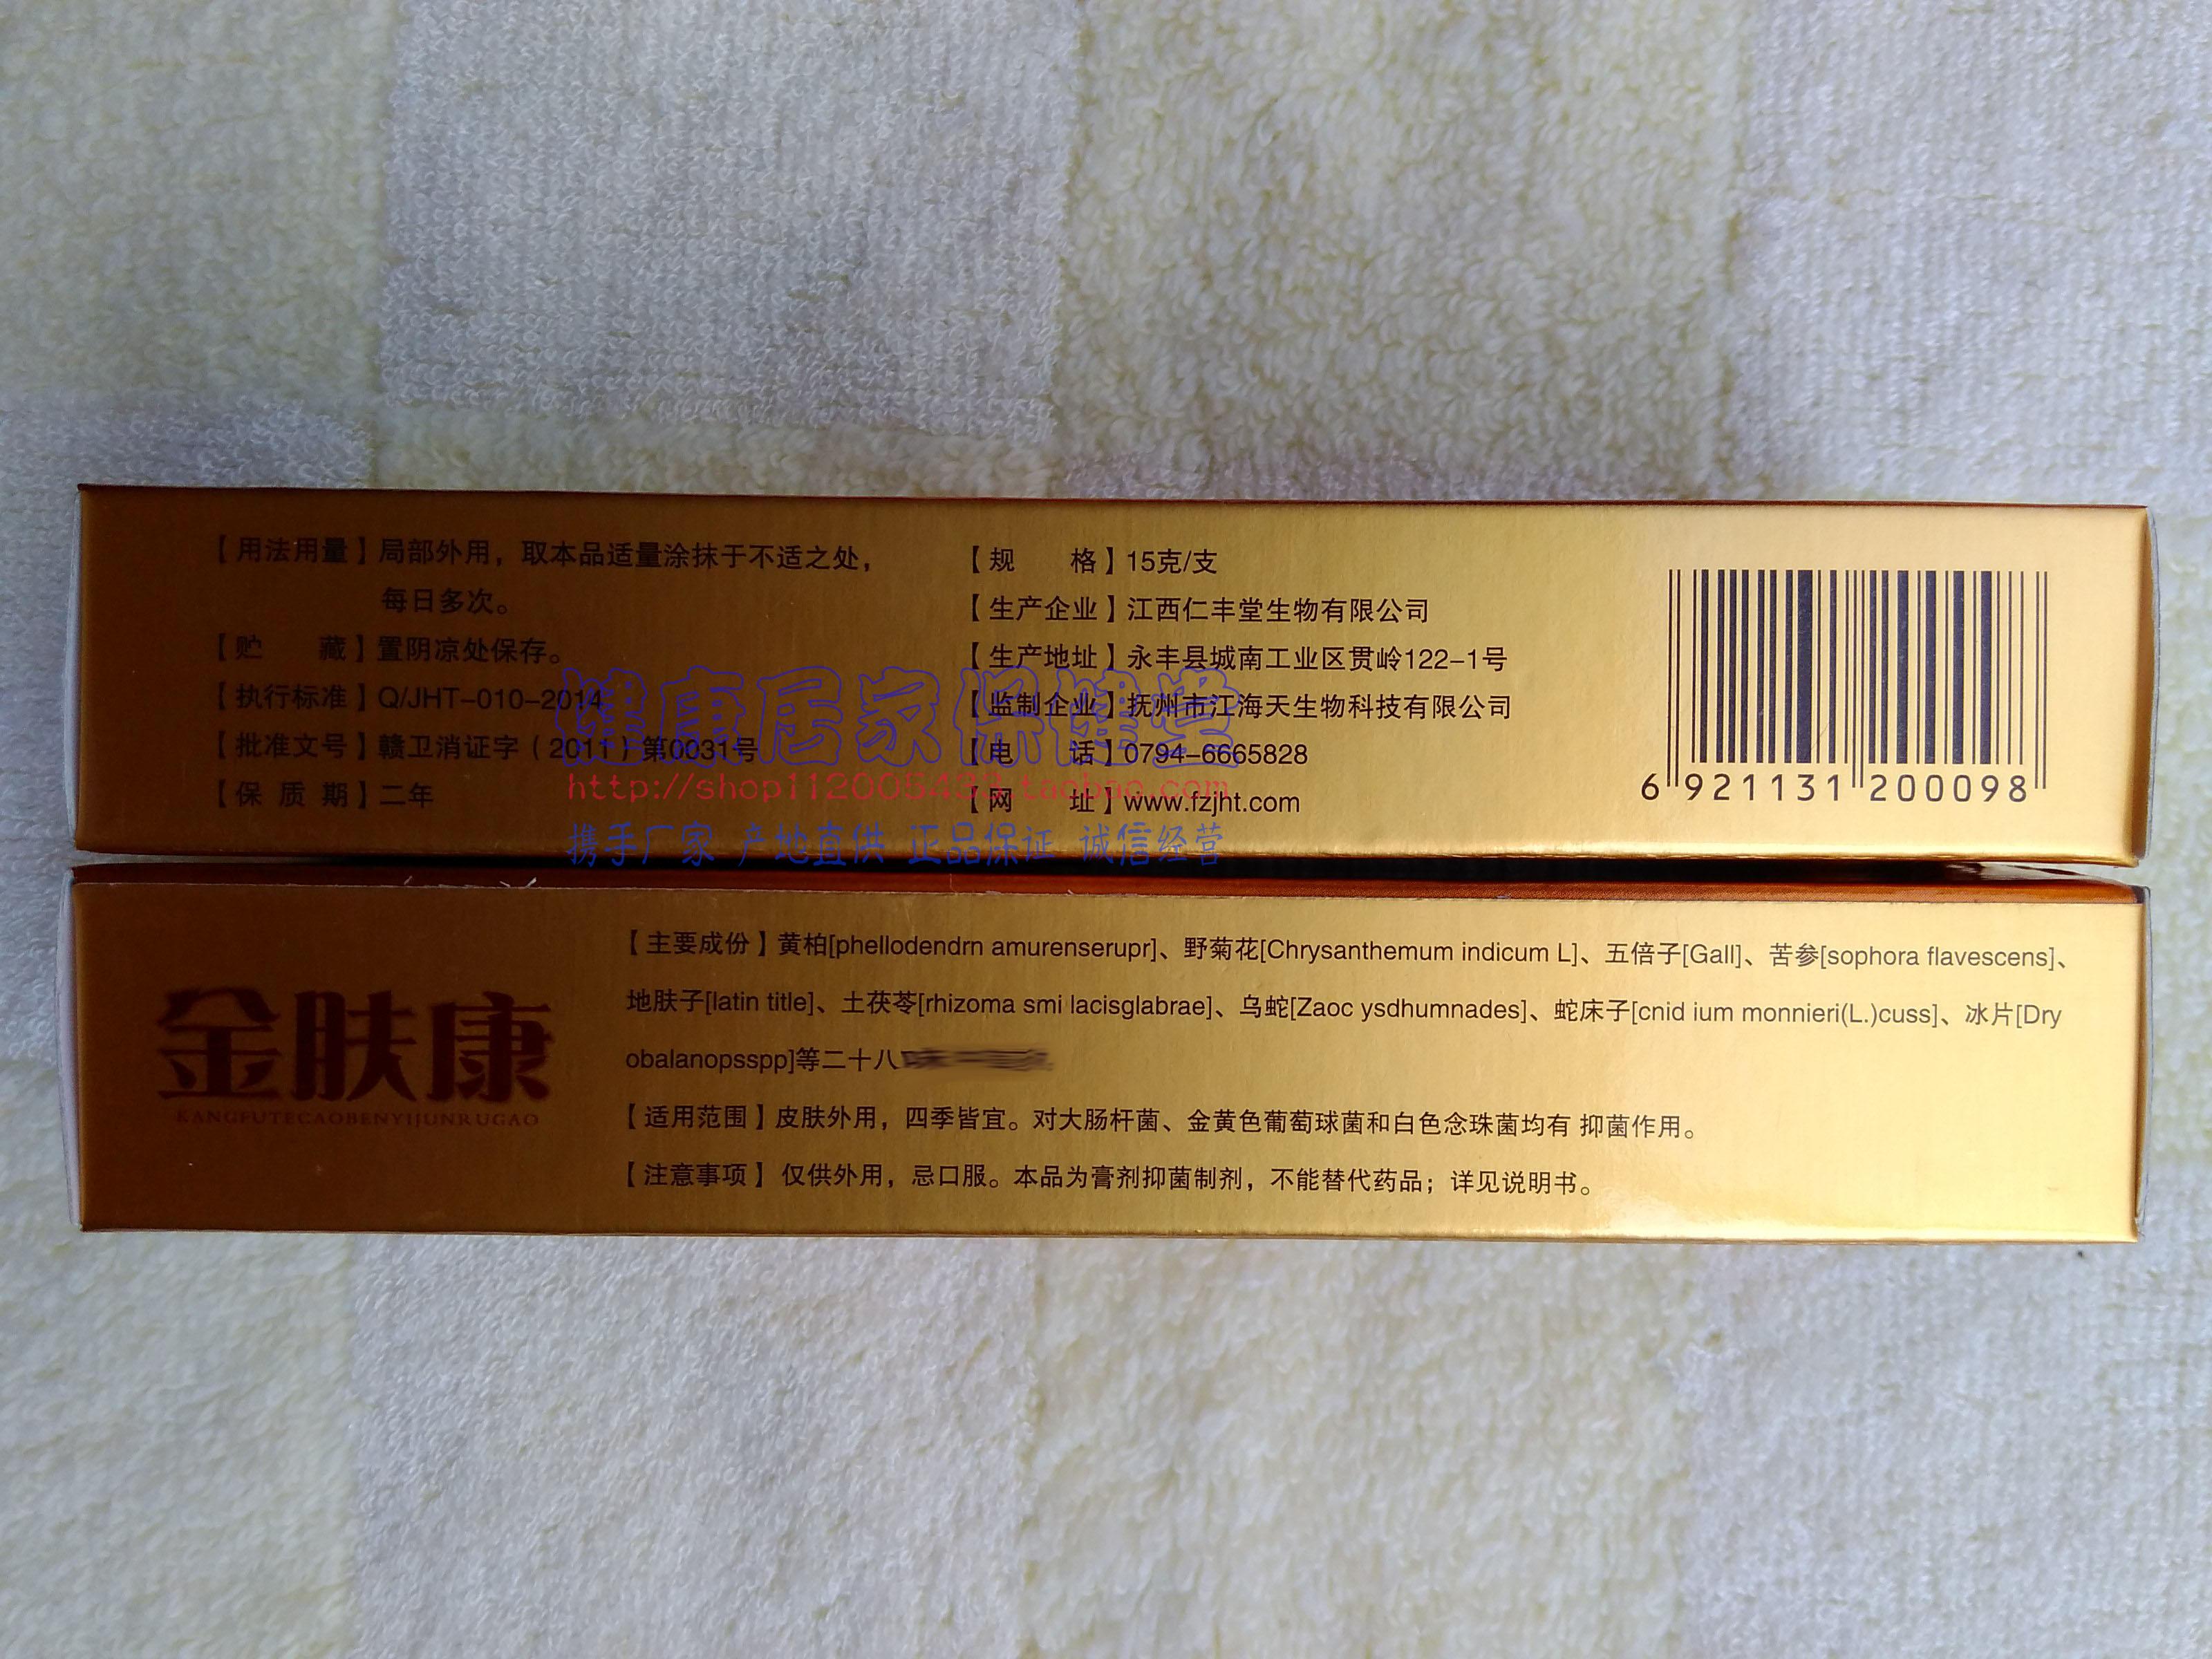 【用法用量】局部外用，取本品适量涂抹于不适之处，
每日多次。
【贮 藏】置阴凉处保存。
【执行标准】Q/JHT-010-2014
【批准文号】赣卫消证字（2011）第0031号
【保 质 期】二年
【规 格】15克/支
【生产企业】江西仁丰堂生物有限公司
【生产地址】永丰县城南工业区贯岭122-1号
【监制企业】抚州市江海天生物科技有限公司
【电 话】0794-6665828
【网 址】www.fzjht.com
6 921131 200098
健康居家保健堂
http://shop112005433.taobao.com
携手厂家 产地直供 正品保证 诚信经营
金肤康
KANGFUTECAOBENYIJUNRUGAO
【主要成份】黄柏[phellodendrn amurenserupr]、野菊花[Chrysanthemum indicum L]、五倍子[Gall]、苦参[sophora flavescens]、
地肤子[latin title]、土茯苓[rhizoma smi lacisglabrae]、乌蛇[Zaoc ysdhumnades]、蛇床子[cnid ium monnieri(L.)cuss]、冰片[Dry
obalanopsspp]等二十八
【适用范围】皮肤外用，四季皆宜。对大肠杆菌、金黄色葡萄球菌和白色念珠菌均有 抑菌作用。
【注意事项】仅供外用，忌口服。本品为膏剂抑菌制剂，不能替代药品；详见说明书。